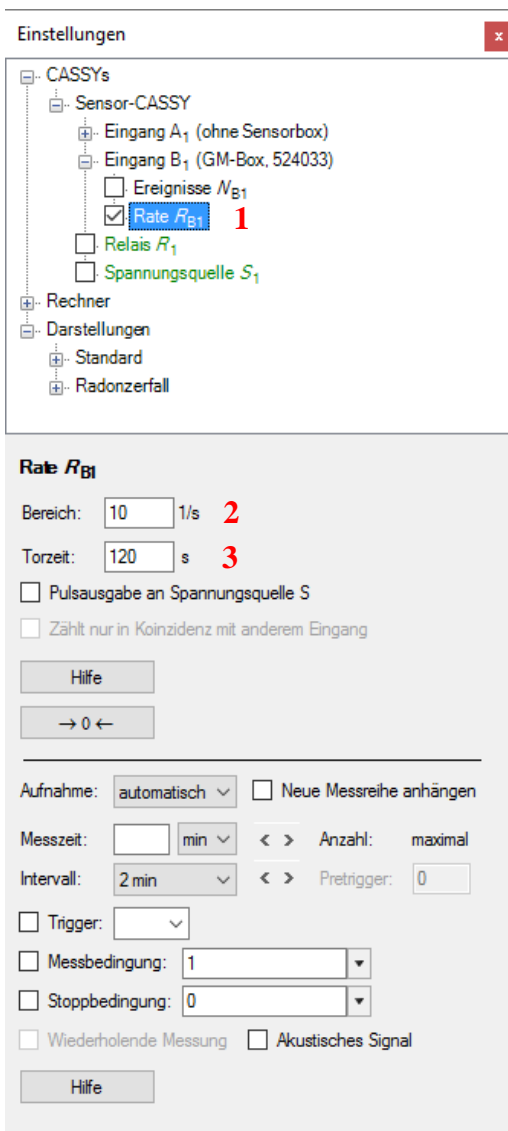 Einstellungen x
CASSYs
Sensor-CASSY
Eingang A₁ (ohne Sensorbox)
Eingang B₁ (GM-Box, 524033)
Ereignisse N_B1
Rate R_B1 1
Relais R₁
Spannungsquelle S₁
Rechner
Darstellungen
Standard
Radonzerfall
Rate R_B1
Bereich: 10 1/s 2
Torzeit: 120 s 3
Pulsausgabe an Spannungsquelle S
Zählt nur in Koinzidenz mit anderem Eingang
Hilfe
→ 0 ←
Aufnahme: automatisch Neue Messreihe anhängen
Messzeit: min < > Anzahl: maximal
Intervall: 2 min < > Pretrigger: 0
Trigger:
Messbedingung: 1
Stoppbedingung: 0
Wiederholende Messung Akustisches Signal
Hilfe